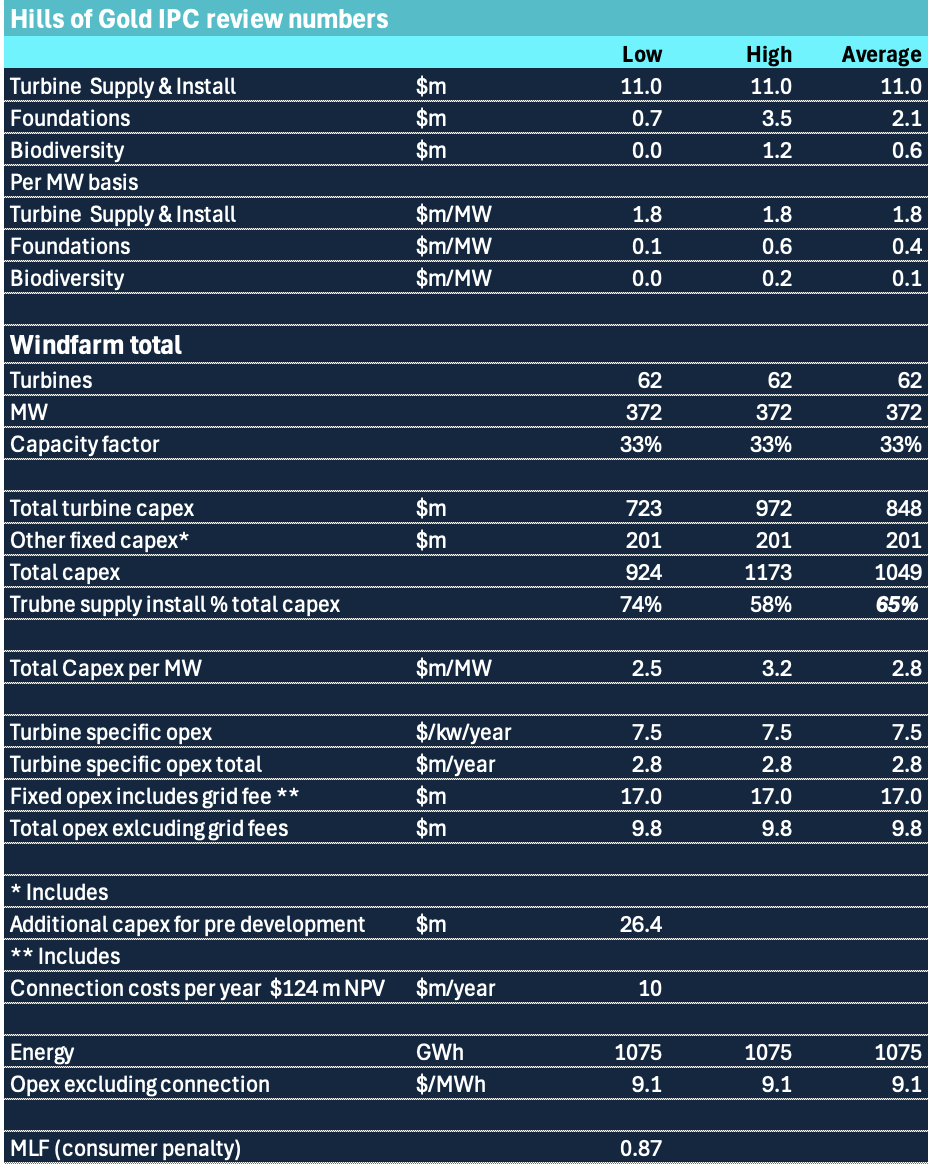 Hills of Gold IPC review numbers
Low High Average
Turbine Supply & Install $m 11.0 11.0 11.0
Foundations $m 0.7 3.5 2.1
Biodiversity $m 0.0 1.2 0.6
Per MW basis
Turbine Supply & Install $m/MW 1.8 1.8 1.8
Foundations $m/MW 0.1 0.6 0.4
Biodiversity $m/MW 0.0 0.2 0.1
Windfarm total
Turbines 62 62 62
MW 372 372 372
Capacity factor 33% 33% 33%
Total turbine capex $m 723 972 848
Other fixed capex* $m 201 201 201
Total capex 924 1173 1049
Trubne supply install % total capex 74% 58% 65%
Total Capex per MW $m/MW 2.5 3.2 2.8
Turbine specific opex $/kw/year 7.5 7.5 7.5
Turbine specific opex total $m/year 2.8 2.8 2.8
Fixed opex includes grid fee ** $m 17.0 17.0 17.0
Total opex exlcuding grid fees $m 9.8 9.8 9.8
* Includes
Additional capex for pre development $m 26.4
** Includes
Connection costs per year $124 m NPV $m/year 10
Energy GWh 1075 1075 1075
Opex excluding connection $/MWh 9.1 9.1 9.1
MLF (consumer penalty) 0.87